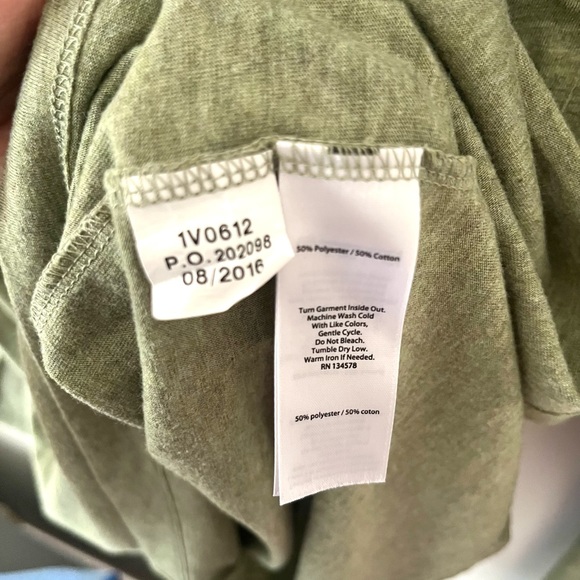 1V0612
P.O. 202098
08/2016
50% Polyester / 50% Cotton
Turn Garment Inside Out.
Machine Wash Cold
With Like Colors,
Gentle Cycle.
Do Not Bleach.
Tumble Dry Low.
Warm Iron If Needed.
RN 134578
50% polyester / 50% coton